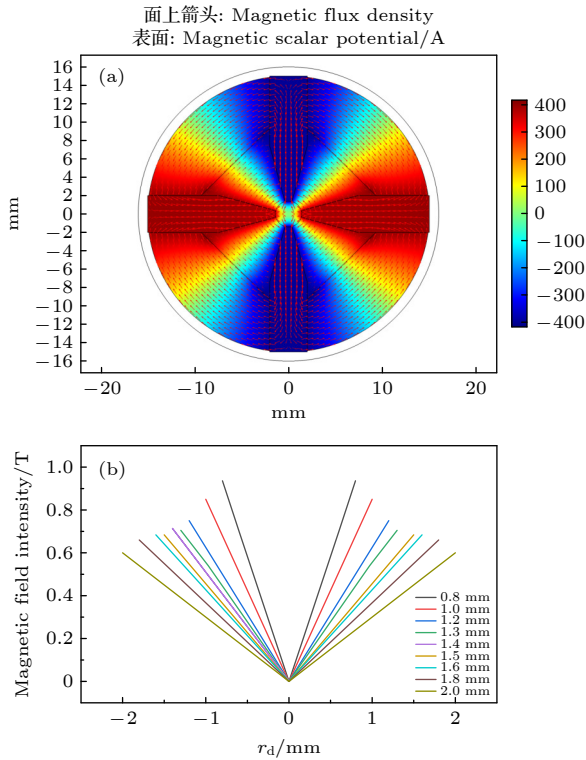 面上箭头: Magnetic flux density
表面: Magnetic scalar potential/A
(a)
16
14
12
10
8
6
4
2
0
−2
−4
−6
−8
−10
−12
−14
−16
mm
−20 −10 0 10 20
mm
400
300
200
100
0
−100
−200
−300
−400
(b)
1.0
0.8
0.6
0.4
0.2
0
Magnetic field intensity/T
0.8 mm
1.0 mm
1.2 mm
1.3 mm
1.4 mm
1.5 mm
1.6 mm
1.8 mm
2.0 mm
−2 −1 0 1 2
rd/mm